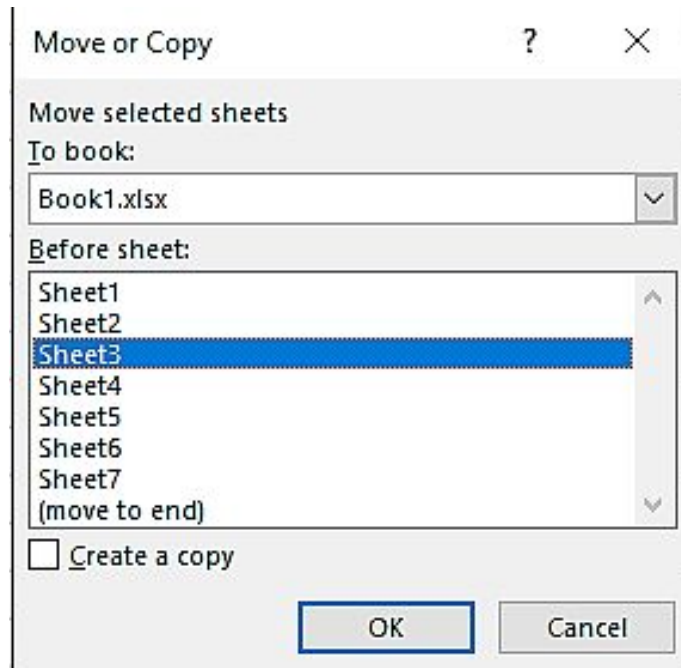 Move or Copy ? ×
Move selected sheets
To book:
Book1.xlsx
Before sheet:
Sheet1
Sheet2
Sheet3
Sheet4
Sheet5
Sheet6
Sheet7
(move to end)
Create a copy
OK Cancel